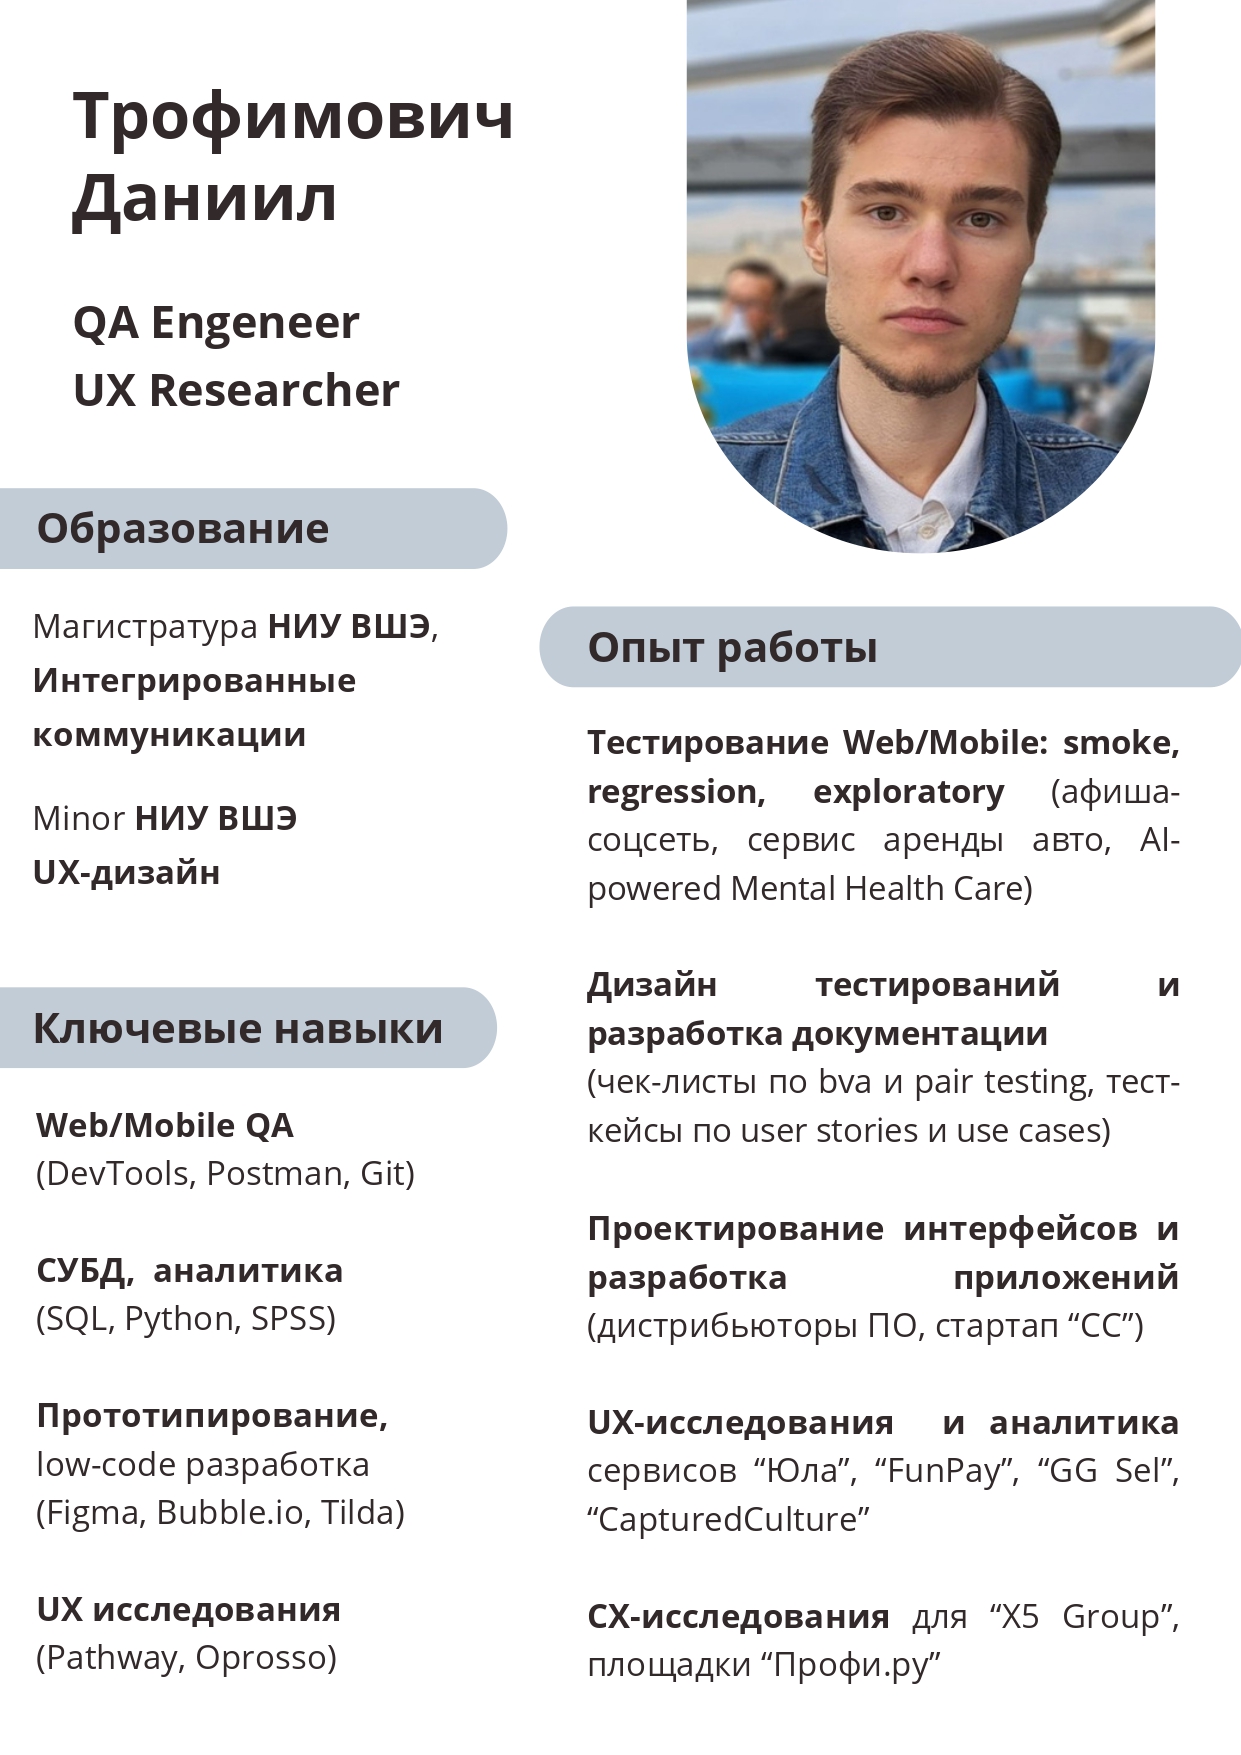 Трофимович
Даниил
QA Engeneer
UX Researcher
Образование
Магистратура НИУ ВШЭ,
Интегрированные
коммуникации
Minor НИУ ВШЭ
UX-дизайн
Ключевые навыки
Web/Mobile QA
(DevTools, Postman, Git)
СУБД, аналитика
(SQL, Python, SPSS)
Прототипирование,
low-code разработка
(Figma, Bubble.io, Tilda)
UX исследования
(Pathway, Oprosso)
Опыт работы
Тестирование Web/Mobile: smoke,
regression, exploratory (афиша-
соцсеть, сервис аренды авто, AI-
powered Mental Health Care)
Дизайн тестирований и
разработка документации
(чек-листы по bva и pair testing, тест-
кейсы по user stories и use cases)
Проектирование интерфейсов и
разработка приложений
(дистрибьюторы ПО, стартап “СС”)
UX-исследования и аналитика
сервисов “Юла”, “FunPay”, “GG Sel”,
“CapturedCulture”
CX-исследования для “X5 Group”,
площадки “Профи.ру”